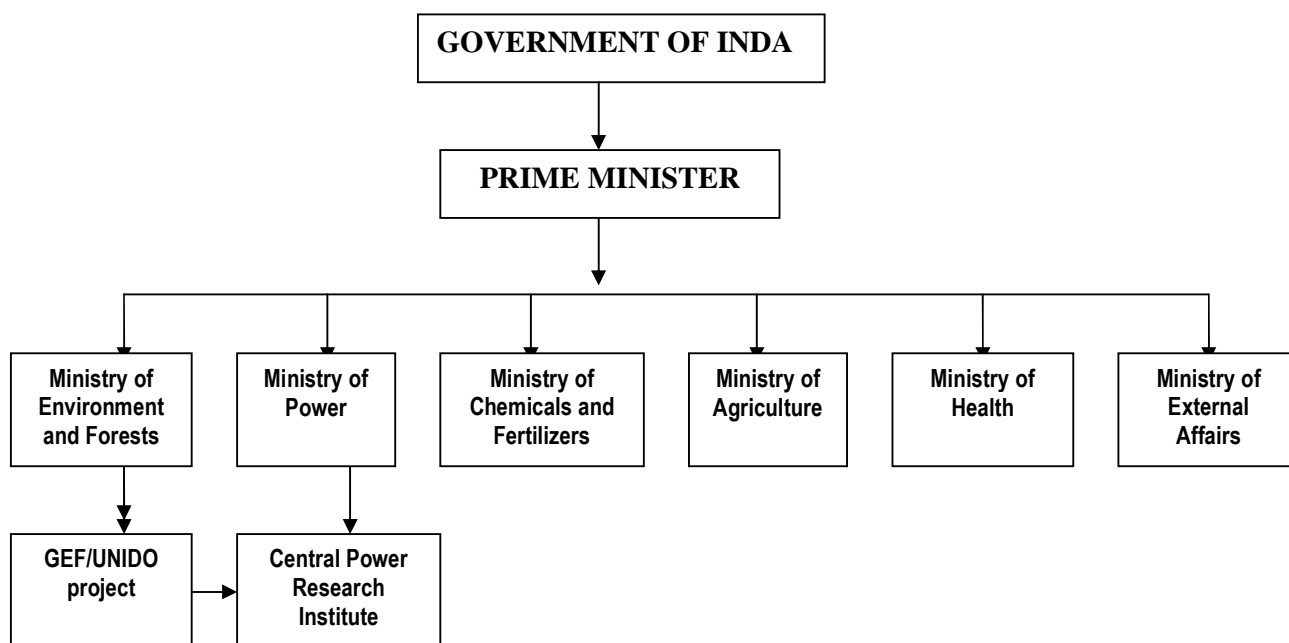 GOVERNMENT OF INDA
PRIME MINISTER
Ministry of
Environment
and Forests
Ministry of
Power
Ministry of
Chemicals and
Fertilizers
Ministry of
Agriculture
Ministry of
Health
Ministry of
External
Affairs
GEF/UNIDO
project
Central Power
Research
Institute